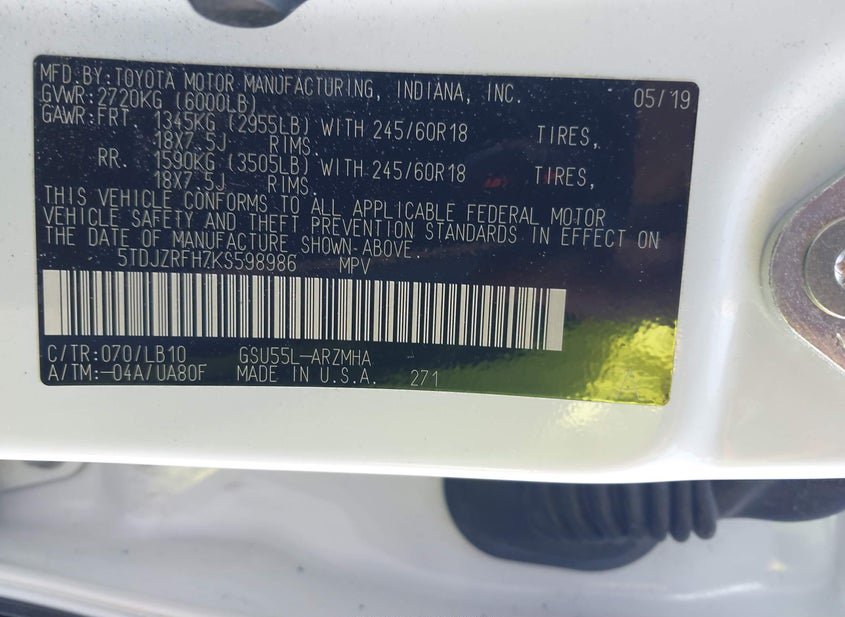 MFD.BY:TOYOTA MOTOR MANUFACTURING, INDIANA, INC. 05/19
GVWR:2720KG (6000LB)
GAWR:FRT. 1345KG (2955LB) WITH 245/60R18 TIRES,
18X7.5J RIMS.
RR. 1590KG (3505LB) WITH 245/60R18 TIRES,
18X7.5J RIMS.
THIS VEHICLE CONFORMS TO ALL APPLICABLE FEDERAL MOTOR
VEHICLE SAFETY AND THEFT PREVENTION STANDARDS IN EFFECT ON
THE DATE OF MANUFACTURE SHOWN-ABOVE.
5TDJZRFH7KS598986 MPV
C/TR:070/LB10 GSU55L-ARZMHA
A/TM:-04A/UA80F MADE IN U.S.A. 271